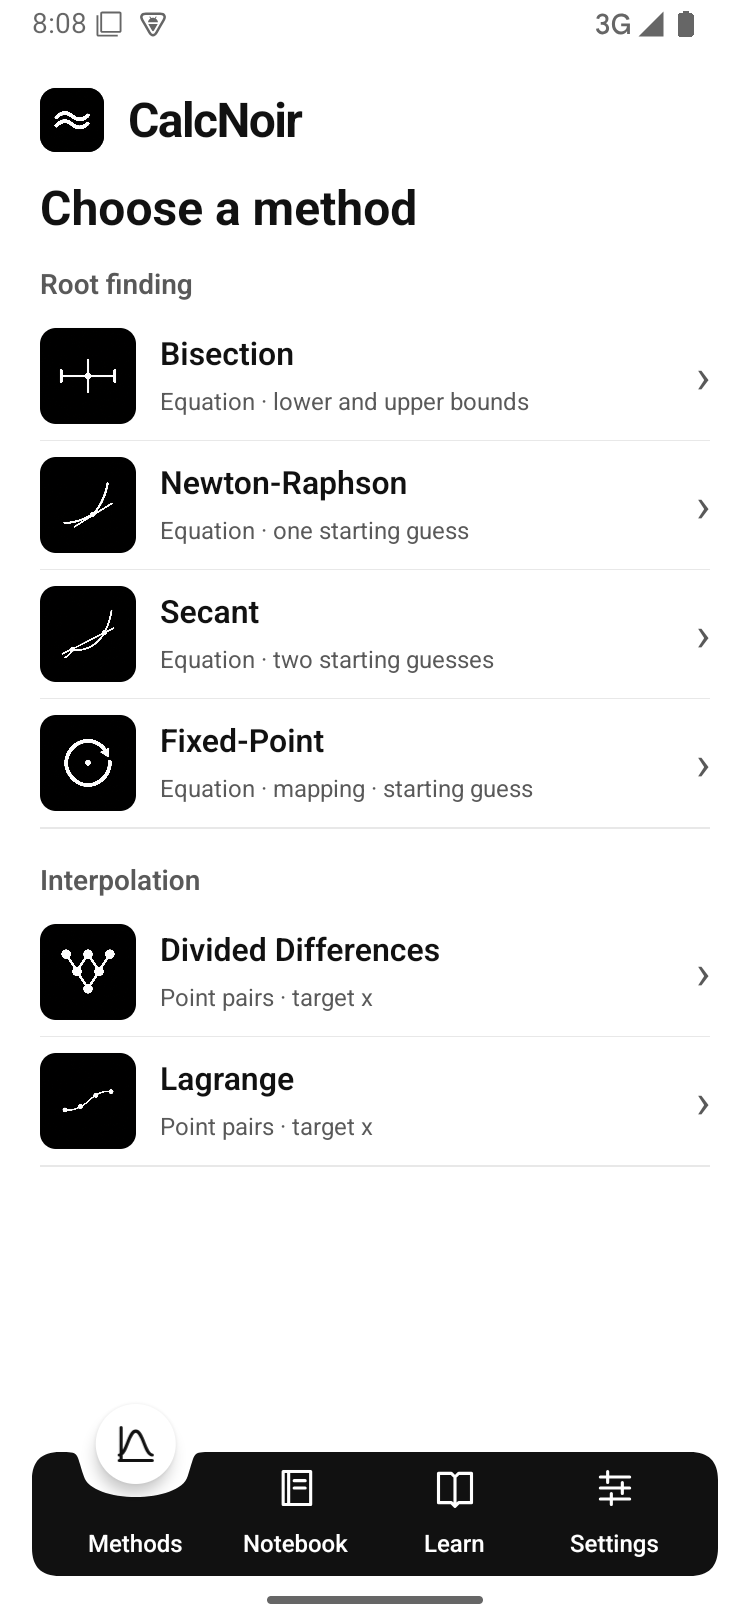 8:08
3G
CalcNoir
Choose a method
Root finding
Bisection
Equation · lower and upper bounds
Newton-Raphson
Equation · one starting guess
Secant
Equation · two starting guesses
Fixed-Point
Equation · mapping · starting guess
Interpolation
Divided Differences
Point pairs · target x
Lagrange
Point pairs · target x
Methods
Notebook
Learn
Settings